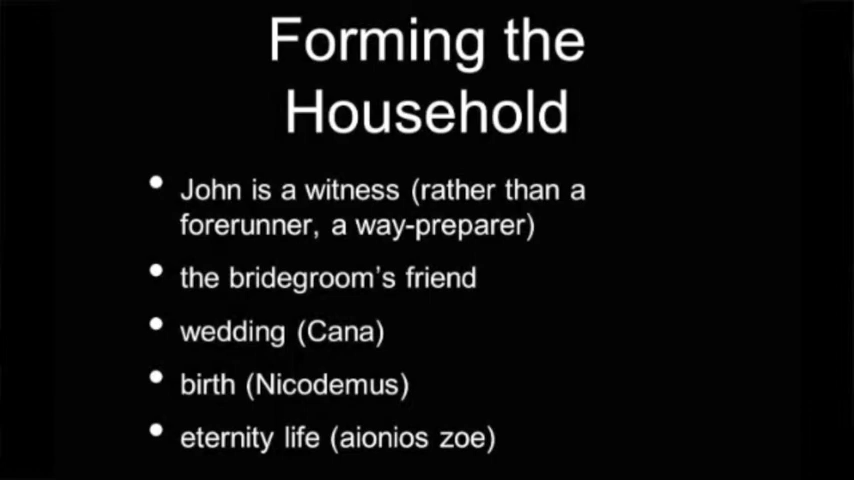 Forming the
Household
• John is a witness (rather than a
forerunner, a way-preparer)
• the bridegroom's friend
• wedding (Cana)
• birth (Nicodemus)
• eternity life (aionios zoe)